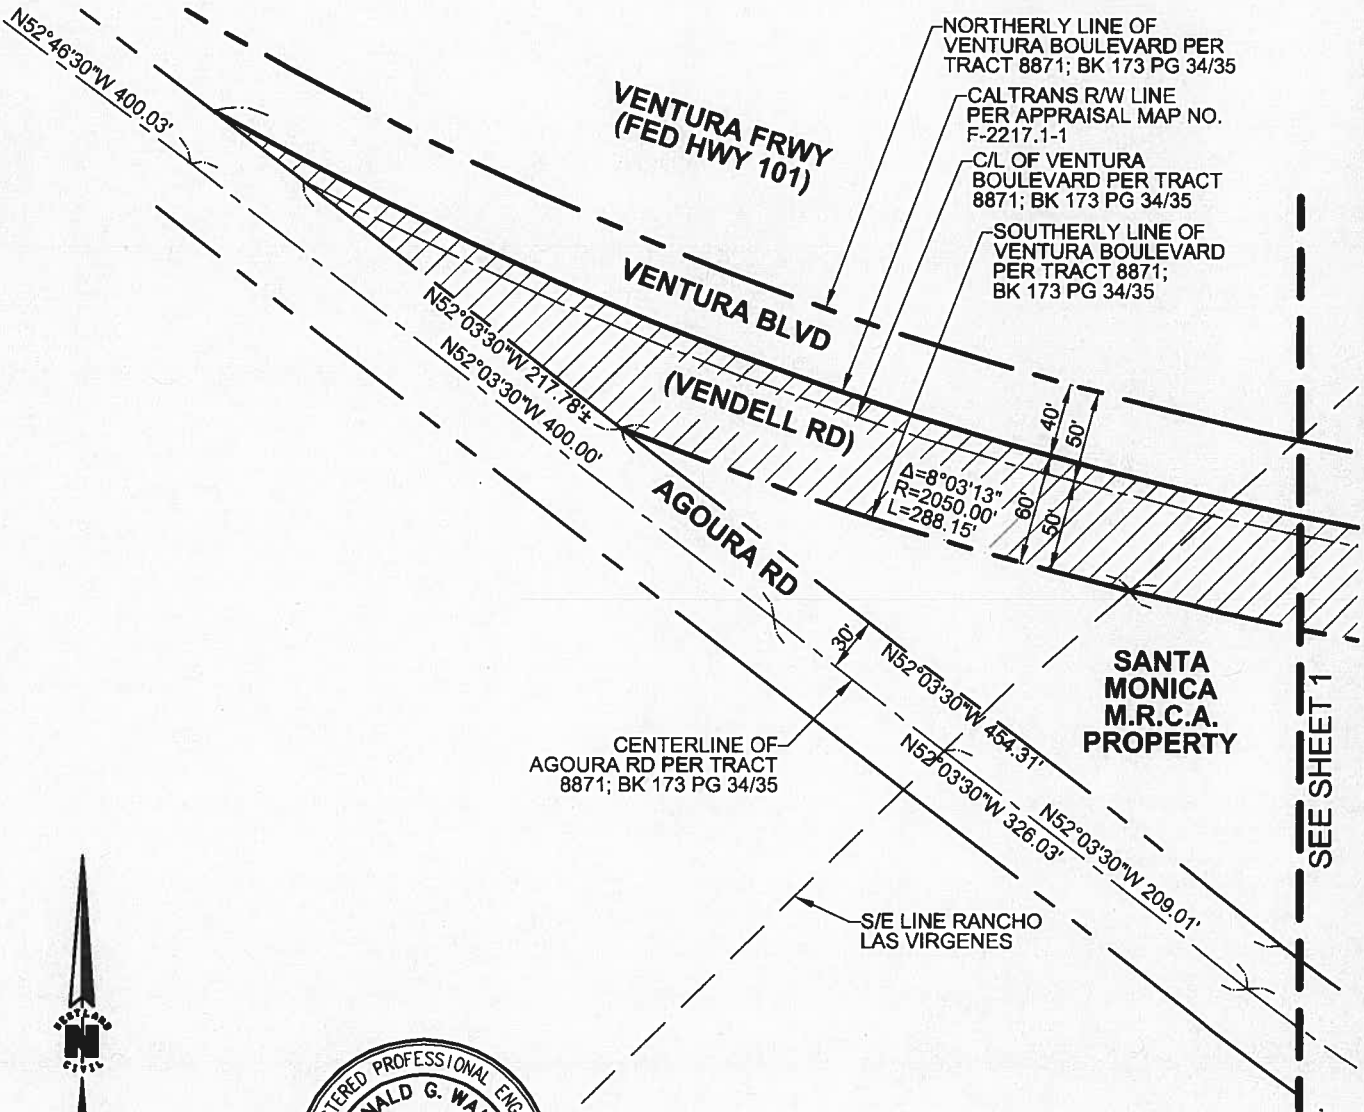 N52°46'30"W 400.03'
NORTHERLY LINE OF
VENTURA BOULEVARD PER
TRACT 8871; BK 173 PG 34/35
CALTRANS R/W LINE
PER APPRAISAL MAP NO.
F-2217.1-1
C/L OF VENTURA
BOULEVARD PER TRACT
8871; BK 173 PG 34/35
SOUTHERLY LINE OF
VENTURA BOULEVARD
PER TRACT 8871;
BK 173 PG 34/35
VENTURA FRWY
(FED HWY 101)
VENTURA BLVD
(VENDELL RD)
N52°03'30"W 217.78'±
N52°03'30"W 400.00'
40'
50'
60'
50'
Δ=8°03'13"
R=2050.00'
L=288.15'
AGOURA RD
30'
N52°03'30"W 454.31'
SANTA
MONICA
M.R.C.A.
PROPERTY
SEE SHEET 1
CENTERLINE OF
AGOURA RD PER TRACT
8871; BK 173 PG 34/35
N52°03'30"W 326.03'
N52°03'30"W 209.01'
S/E LINE RANCHO
LAS VIRGENES
N
CIVIL
PROFESSIONAL
G.